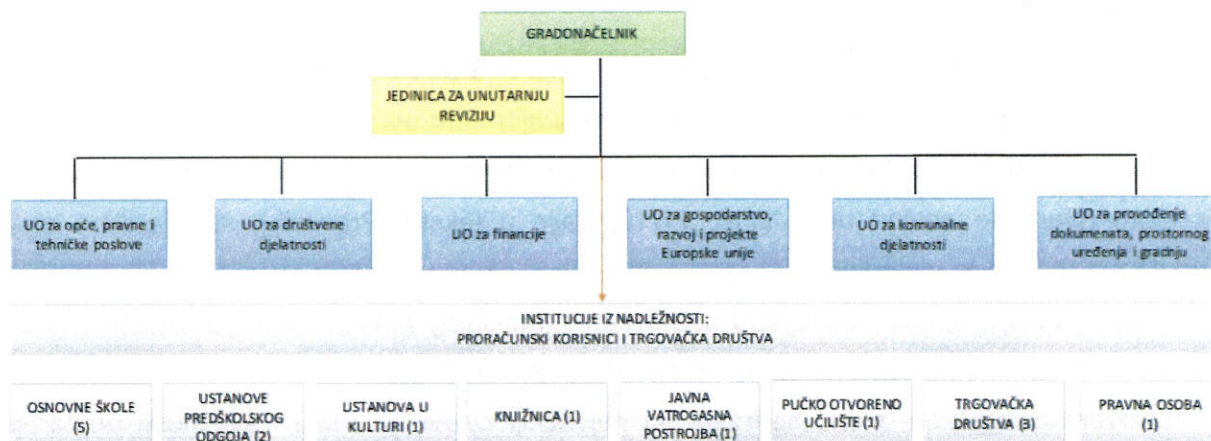 GRADONAČELNIK
JEDINICA ZA UNUTARNJU
REVIZIJU
UO za opće, pravne i
tehničke poslove
UO za društvene
djelatnosti
UO za financije
UO za gospodarstvo,
razvoj i projekte
Europske unije
UO za komunalne
djelatnosti
UO za provođenje
dokumenata, prostornog
uređenja i gradnju
INSTITUCIJE IZ NADLEŽNOSTI:
PRORAČUNSKI KORISNICI I TRGOVAČKA DRUŠTVA
OSNOVNE ŠKOLE
(5)
USTANOVE
PREDŠKOLSKOG
ODGOJA (2)
USTANOVA U
KULTURI (1)
KNJIŽNICA (1)
JAVNA
VATROGASNA
POSTROJBA (1)
PUČKO OTVORENO
UČILIŠTE (1)
TRGOVAČKA
DRUŠTVA (3)
PRAVNA OSOBA
(1)